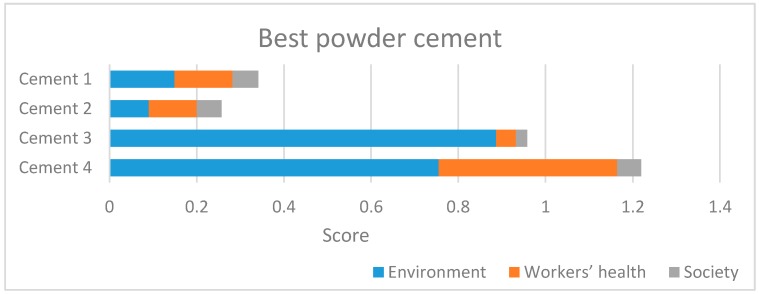 Best powder cement
Cement 1
Cement 2
Cement 3
Cement 4
0 0.2 0.4 0.6 0.8 1 1.2 1.4
Score
Environment Workers’ health Society